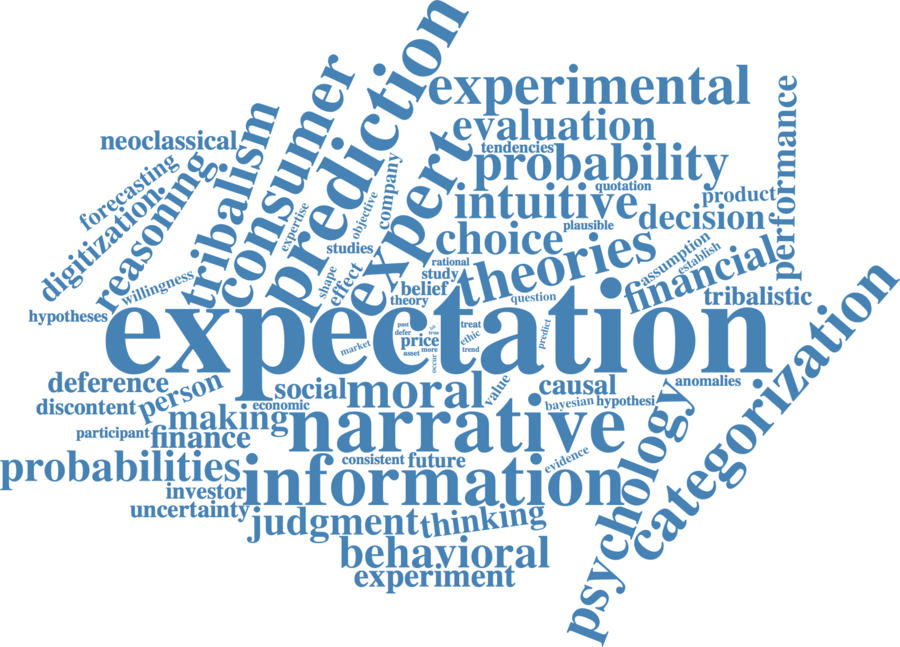 prediction
experimental
consumer
evaluation
performance
tribalism
neoclassical
expert
tendencies
probability
forecasting
reasoning
company
quotation
intuitive
product
digitization
expertise
objective
plausible
decision
studies
choice
theories
assumption
establish
willingness
shape
effect
rational
study
belief
financial
tribalistic
hypotheses
theory
question
expectation
past
defer
so
true
treat
ethic
trend
predict
price
market
asset
more
occur
categorization
deference
person
social
moral
value
causal
anomalies
discontent
economic
bayesian
hypothesi
making
narrative
psychology
participant
finance
probabilities
consistent
future
evidence
investor
information
uncertainty
judgment
thinking
behavioral
experiment